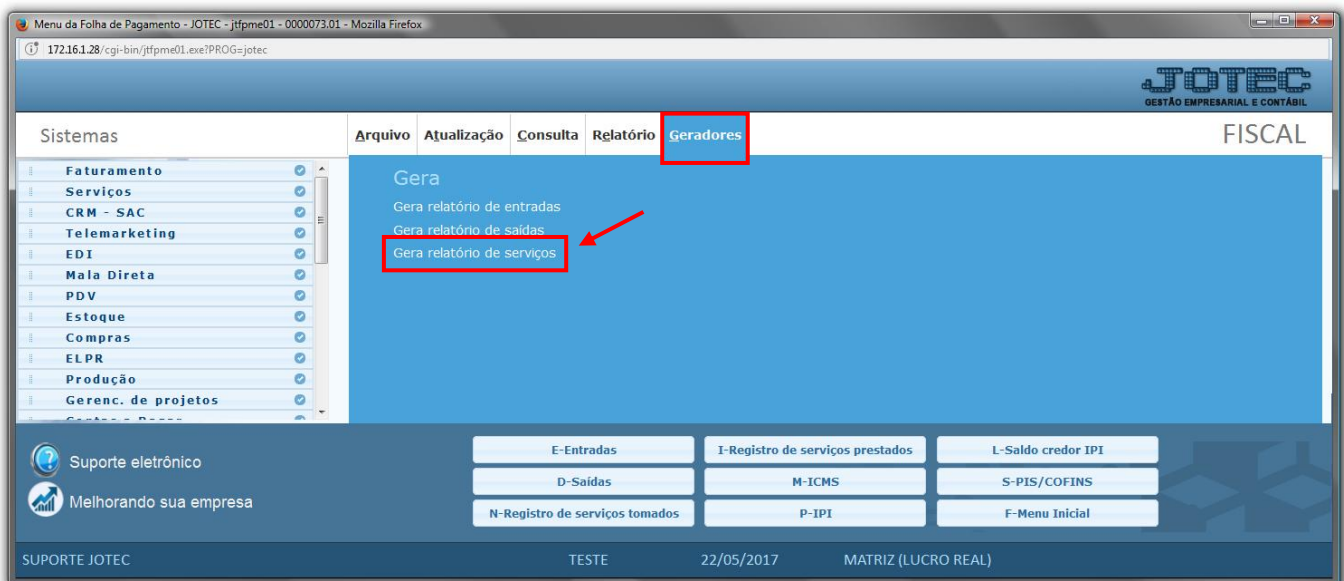 Menu da Folha de Pagamento - JOTEC - jtfpme01 - 0000073.01 - Mozilla Firefox
172.16.1.28/cgi-bin/jtfpme01.exe?PROG=jotec
JOTEC
GESTÃO EMPRESARIAL E CONTÁBIL
Sistemas
Arquivo Atualização Consulta Relatório Geradores
FISCAL
Faturamento
Serviços
CRM - SAC
Telemarketing
EDI
Mala Direta
PDV
Estoque
Compras
ELPR
Produção
Gerenc. de projetos
Gera
Gera relatório de entradas
Gera relatório de saídas
Gera relatório de serviços
Suporte eletrônico
Melhorando sua empresa
E-Entradas
I-Registro de serviços prestados
L-Saldo credor IPI
D-Saídas
M-ICMS
S-PIS/COFINS
N-Registro de serviços tomados
P-IPI
F-Menu Inicial
SUPORTE JOTEC
TESTE
22/05/2017
MATRIZ (LUCRO REAL)